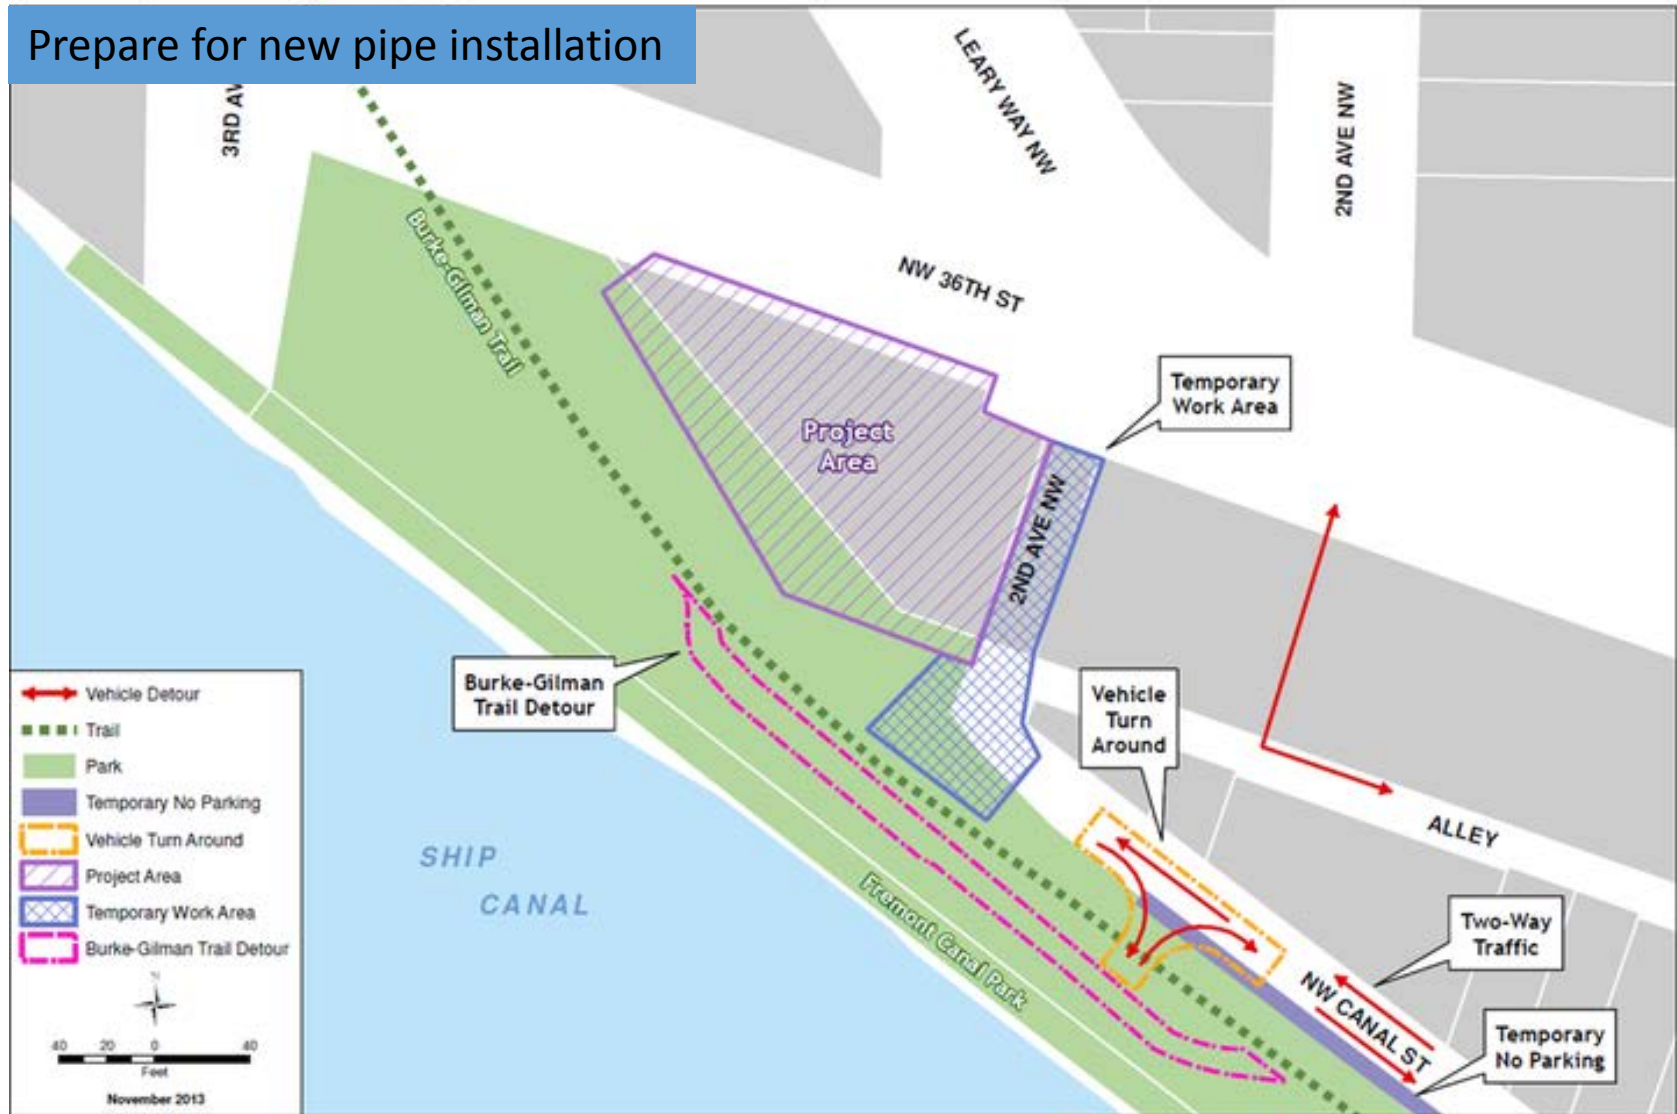 Prepare for new pipe installation
3RD AV
LEARY WAY NW
2ND AVE NW
Burke-Gilman Trail
NW 36TH ST
Temporary
Work Area
Project
Area
2ND AVE NW
Burke-Gilman
Trail Detour
Vehicle
Turn
Around
ALLEY
SHIP
CANAL
Fremont Canal Park
Two-Way
Traffic
NW CANAL ST
Temporary
No Parking
Vehicle Detour
Trail
Park
Temporary No Parking
Vehicle Turn Around
Project Area
Temporary Work Area
Burke-Gilman Trail Detour
N
40 20 0 40
Feet
November 2013